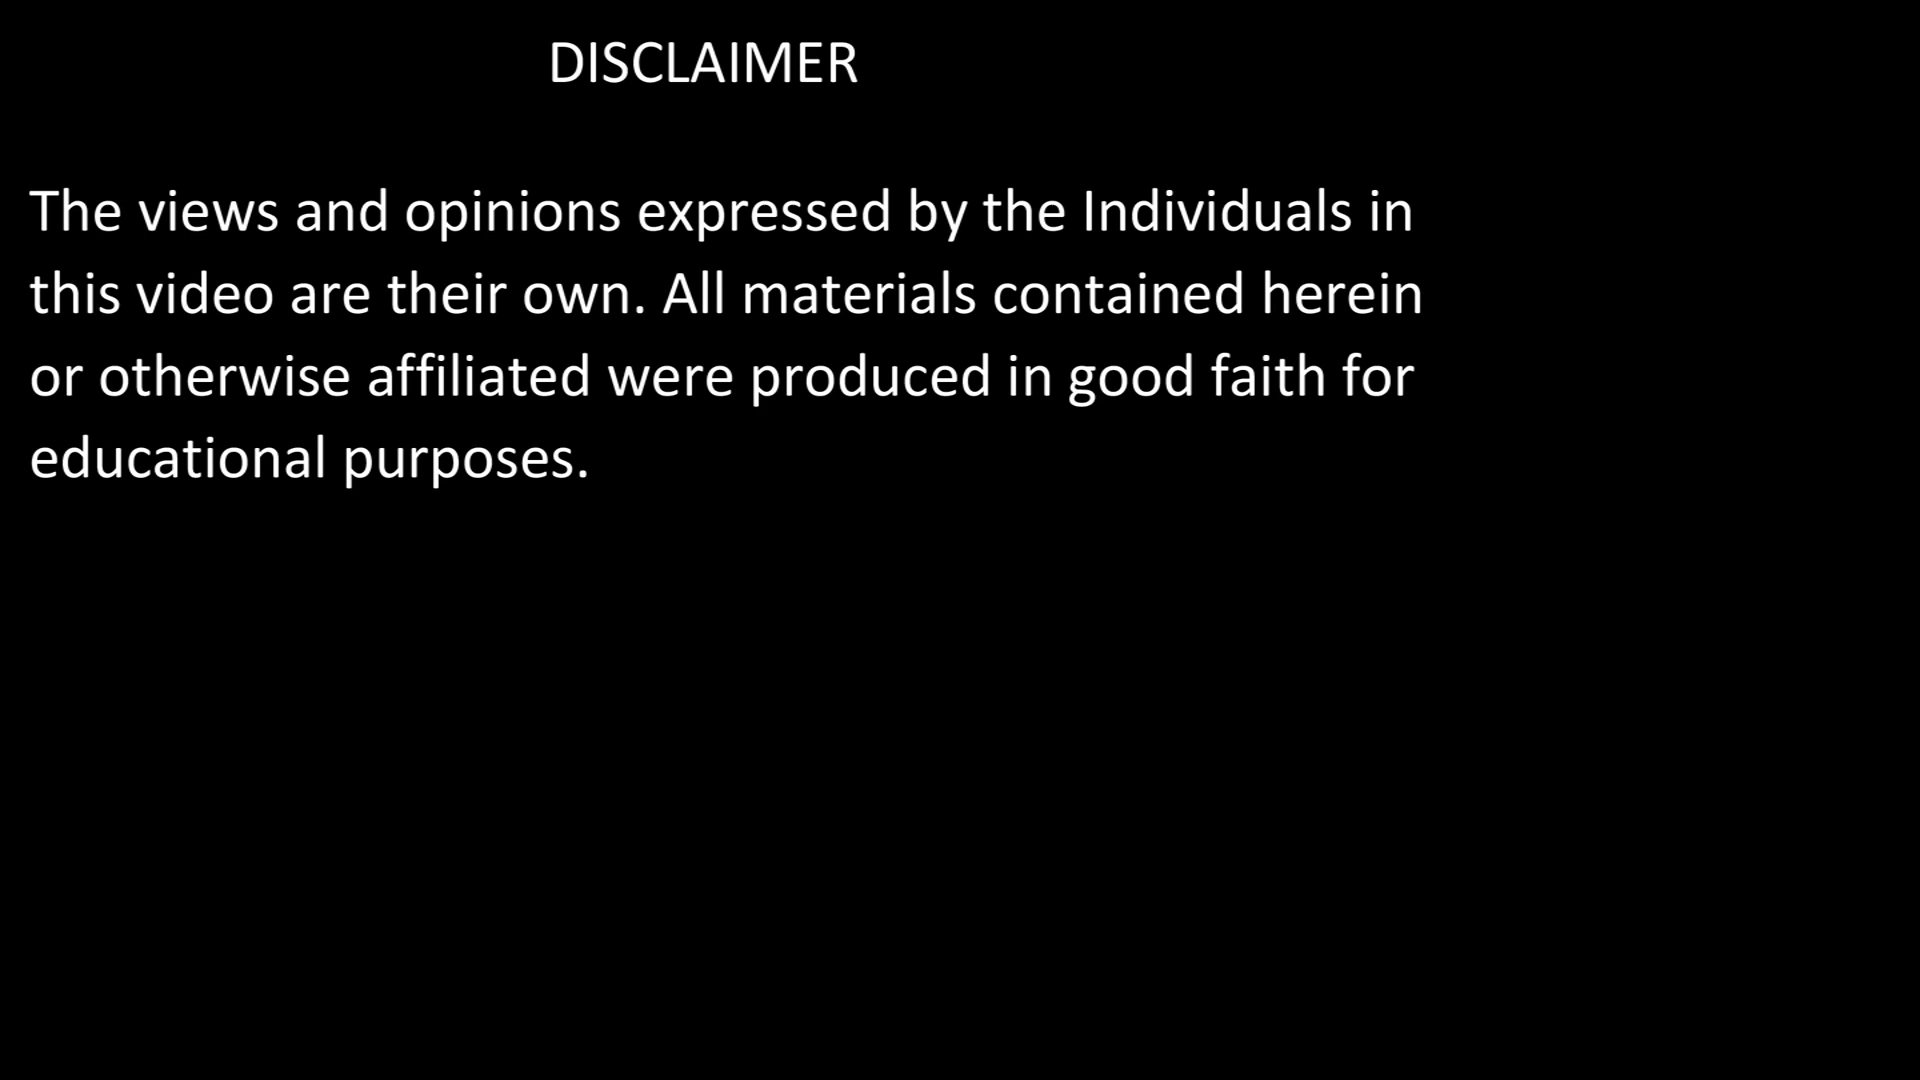 DISCLAIMER
The views and opinions expressed by the Individuals in
this video are their own. All materials contained herein
or otherwise affiliated were produced in good faith for
educational purposes.